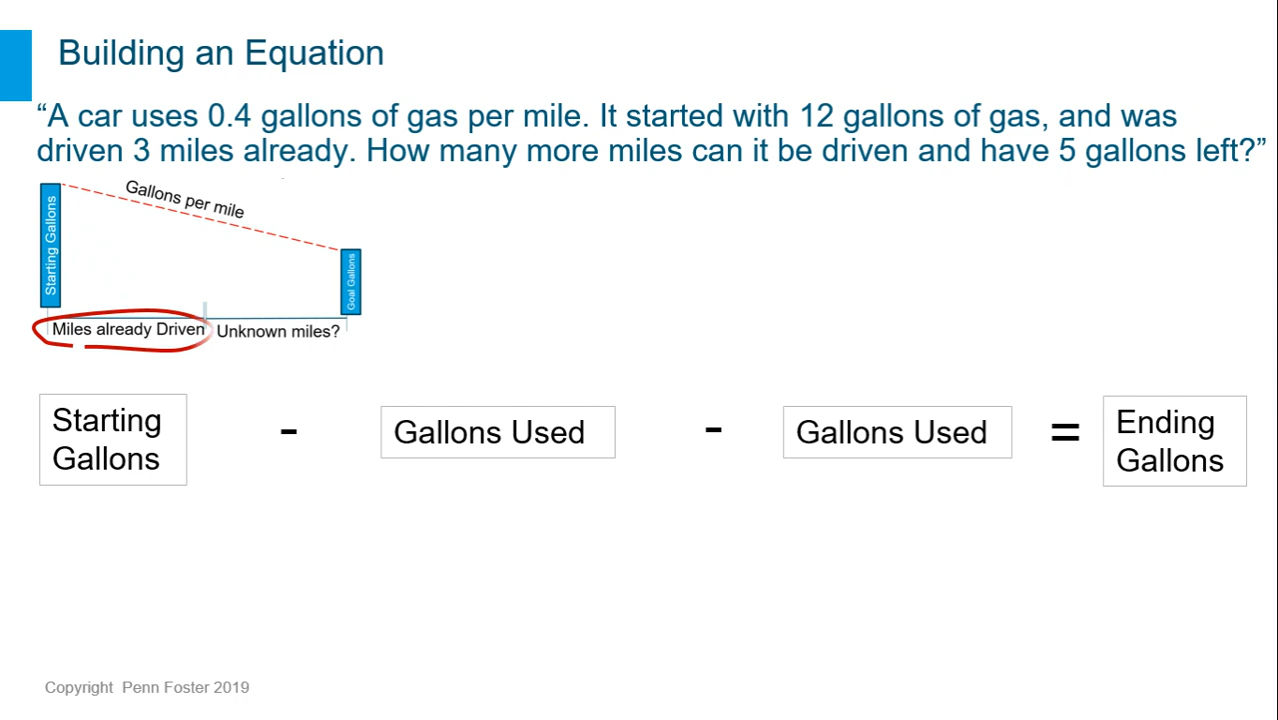 Building an Equation
“A car uses 0.4 gallons of gas per mile. It started with 12 gallons of gas, and was
driven 3 miles already. How many more miles can it be driven and have 5 gallons left?”
Gallons per mile
Starting Gallons
Goal Gallons
Miles already Driven
Unknown miles?
Starting
Gallons
-
Gallons Used
-
Gallons Used
=
Ending
Gallons
Copyright Penn Foster 2019